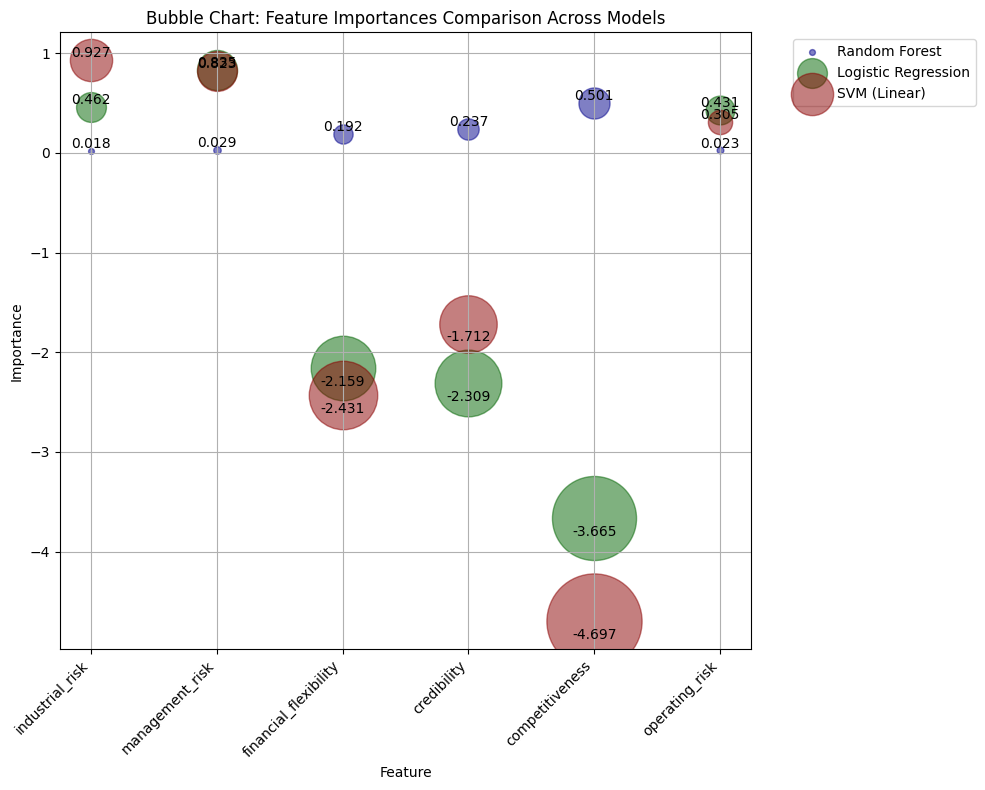 Bubble Chart: Feature Importances Comparison Across Models
Random Forest
Logistic Regression
SVM (Linear)
Importance
1
0
−1
−2
−3
−4
0.927
0.462
0.018
0.029
0.192
-2.159
-2.431
0.237
-1.712
-2.309
0.501
-3.665
-4.697
0.431
0.305
0.023
industrial_risk
management_risk
financial_flexibility
credibility
competitiveness
operating_risk
Feature